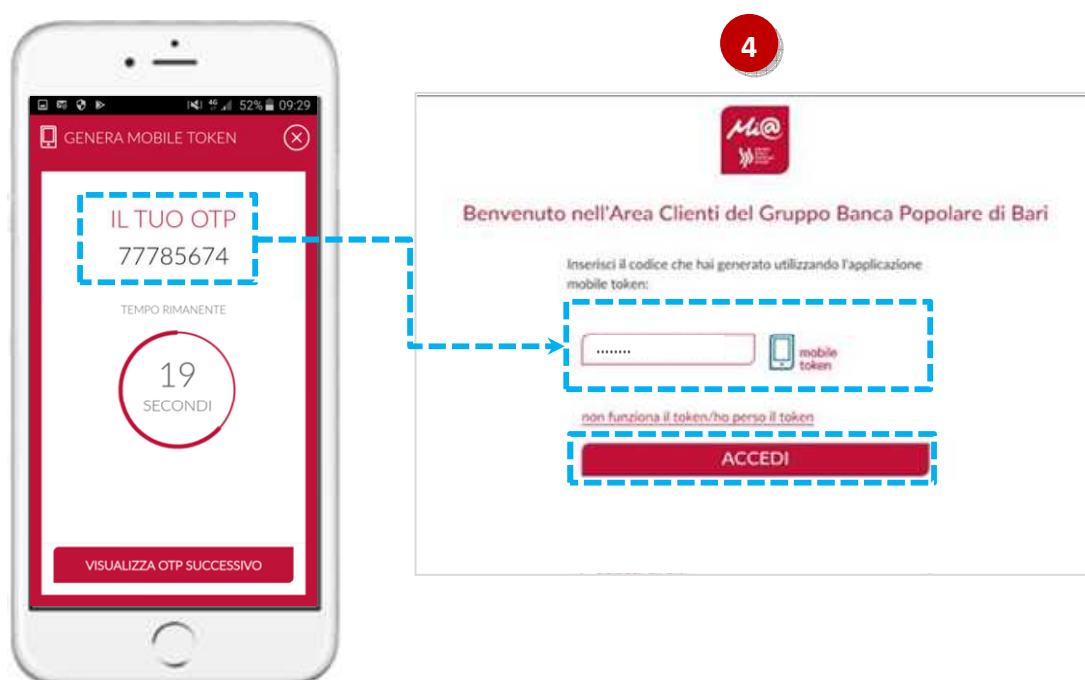 4
52% 09:29
GENERA MOBILE TOKEN
IL TUO OTP
77785674
TEMPO RIMANENTE
19
SECONDI
VISUALIZZA OTP SUCCESSIVO
Mi@
Benvenuto nell'Area Clienti del Gruppo Banca Popolare di Bari
Inserisci il codice che hai generato utilizzando l'applicazione
mobile token:
........
mobile
token
non funziona il token/ho perso il token
ACCEDI